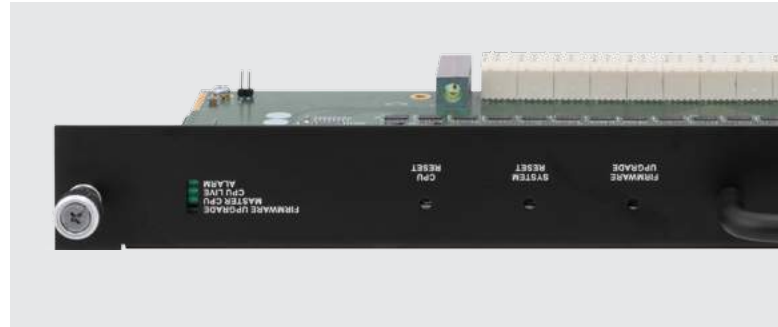 FIRMWARE
UPGRADE
SYSTEM
RESET
CPU
RESET
FIRMWARE UPGRADE
MASTER CPU
CPU LIVE
ALARM